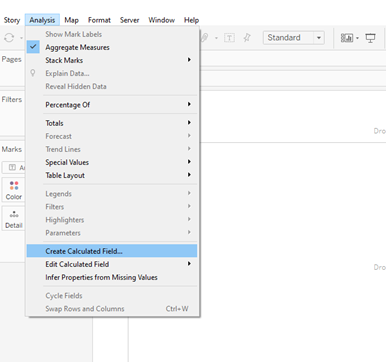 Story Analysis Map Format Server Window Help
Show Mark Labels
Aggregate Measures
Stack Marks
Explain Data...
Reveal Hidden Data
Percentage Of
Totals
Forecast
Trend Lines
Special Values
Table Layout
Legends
Filters
Highlighters
Parameters
Create Calculated Field...
Edit Calculated Field
Infer Properties from Missing Values
Cycle Fields
Swap Rows and Columns Ctrl+W
Standard
Pages
Filters
Marks
Color
Detail
Dro
Dro